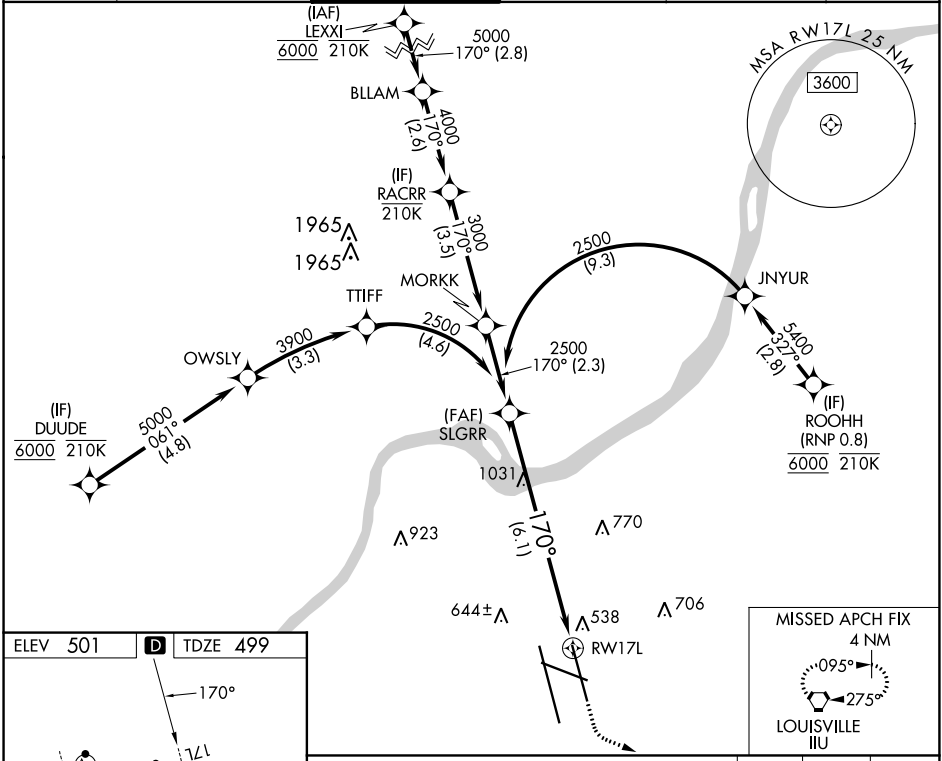 (IAF)
LEXXI
6000 210K
5000
170° (2.8)
BLLAM
4000
170°
(2.6)
(IF)
RACRR
210K
3000
170°
(3.5)
MSA RW17L 25 NM
3600
1965
1965
MORKK
2500
(9.3)
JNYUR
TTIFF
2500
(4.6)
3900
(3.3)
OWSLY
2500
170° (2.3)
5400
327°
(2.8)
(IF)
DUUDE
6000 210K
5000
061°
(4.8)
(FAF)
SLGRR
(IF)
ROOHH
(RNP 0.8)
6000 210K
1031
170°
(6.1)
923
770
644±
538
706
RW17L
MISSED APCH FIX
4 NM
095°
275°
LOUISVILLE
IIU
ELEV 501 D TDZE 499
170°
17L